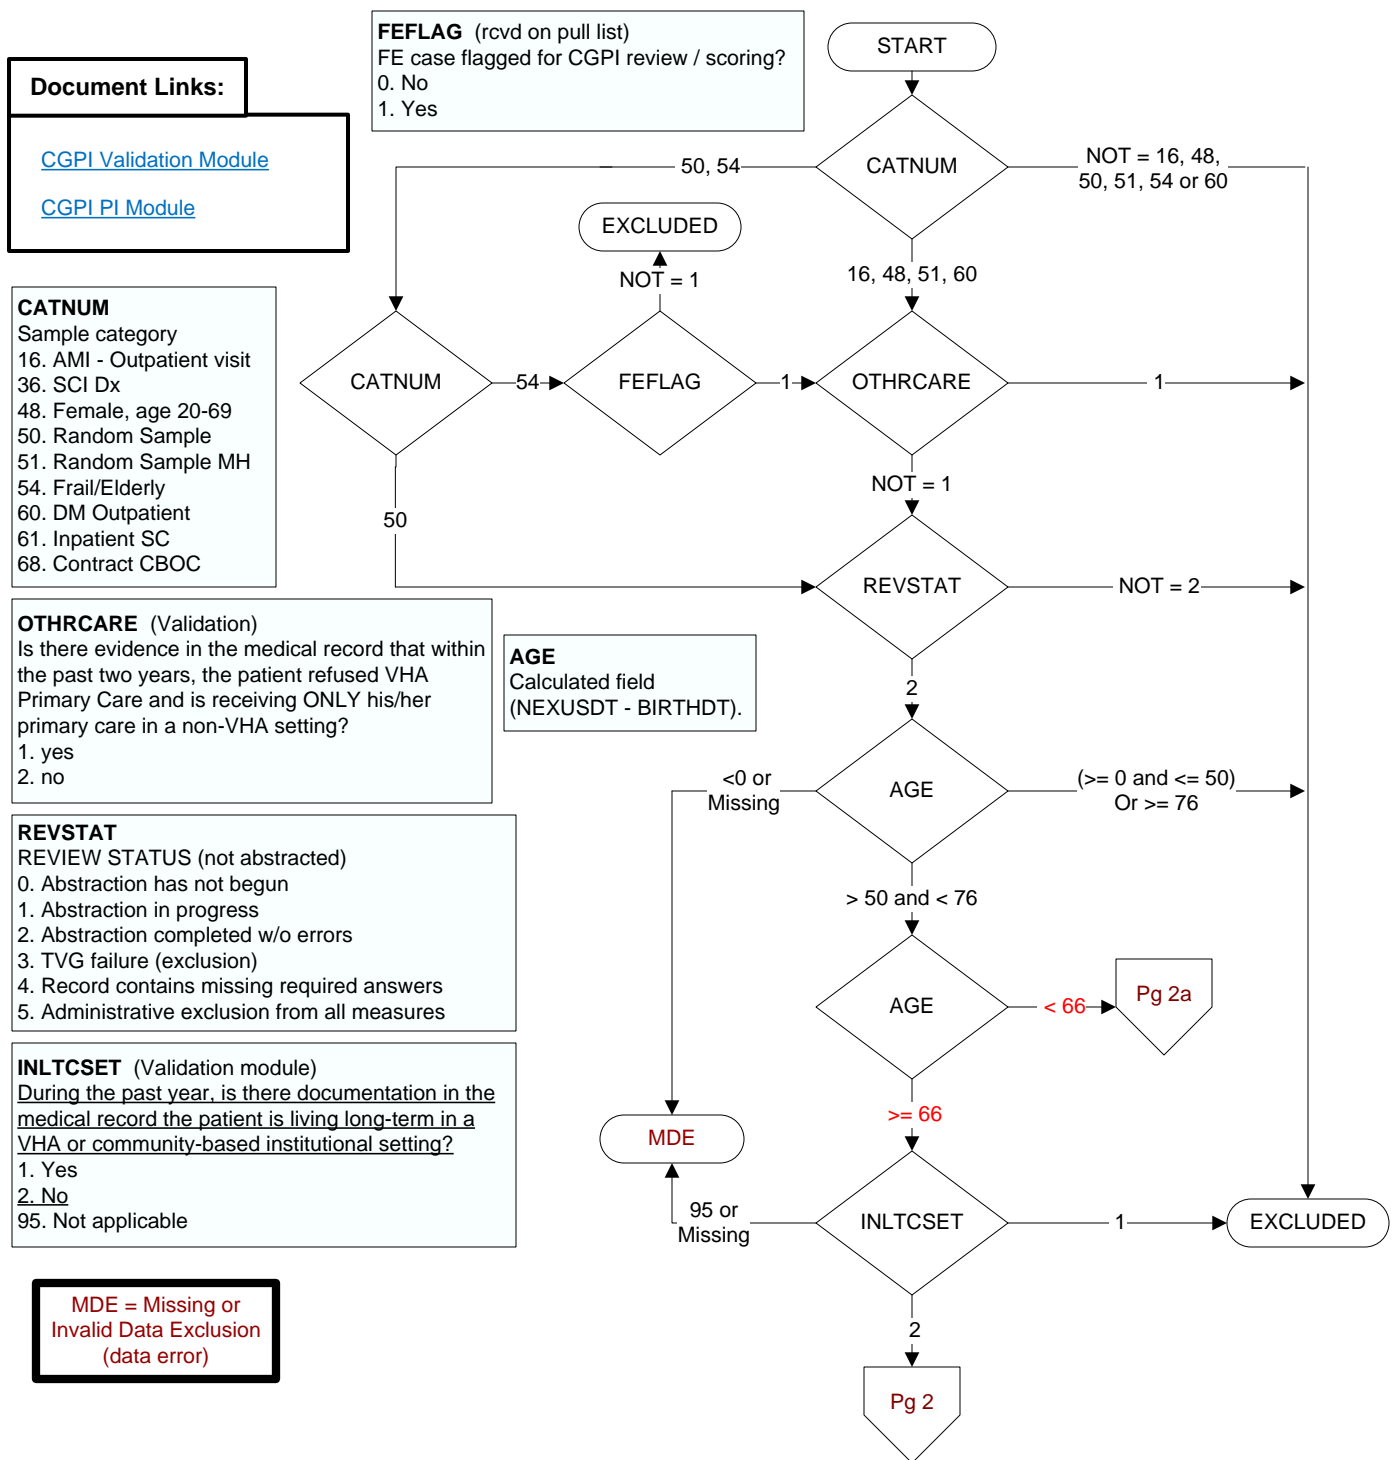 FEFLAG (rcvd on pull list)
FE case flagged for CGPI review / scoring?
0. No
1. Yes
START
Document Links:
CGPI Validation Module
CGPI PI Module
50, 54
CATNUM
NOT = 16, 48,
50, 51, 54 or 60
EXCLUDED
NOT = 1
16, 48, 51, 60
CATNUM
Sample category
16. AMI - Outpatient visit
36. SCI Dx
48. Female, age 20-69
50. Random Sample
51. Random Sample MH
54. Frail/Elderly
60. DM Outpatient
61. Inpatient SC
68. Contract CBOC
CATNUM
54
FEFLAG
1
OTHRCARE
1
NOT = 1
50
REVSTAT
NOT = 2
OTHRCARE (Validation)
Is there evidence in the medical record that within
the past two years, the patient refused VHA
Primary Care and is receiving ONLY his/her
primary care in a non-VHA setting?
1. yes
2. no
AGE
Calculated field
(NEXUSDT - BIRTHDT).
2
<0 or
Missing
AGE
(>= 0 and <= 50)
Or >= 76
REVSTAT
REVIEW STATUS (not abstracted)
0. Abstraction has not begun
1. Abstraction in progress
2. Abstraction completed w/o errors
3. TVG failure (exclusion)
4. Record contains missing required answers
5. Administrative exclusion from all measures
> 50 and < 76
AGE
< 66
Pg 2a
>= 66
INLTCSET (Validation module)
During the past year, is there documentation in the
medical record the patient is living long-term in a
VHA or community-based institutional setting?
1. Yes
2. No
95. Not applicable
MDE
95 or
Missing
INLTCSET
1
EXCLUDED
2
MDE = Missing or
Invalid Data Exclusion
(data error)
Pg 2